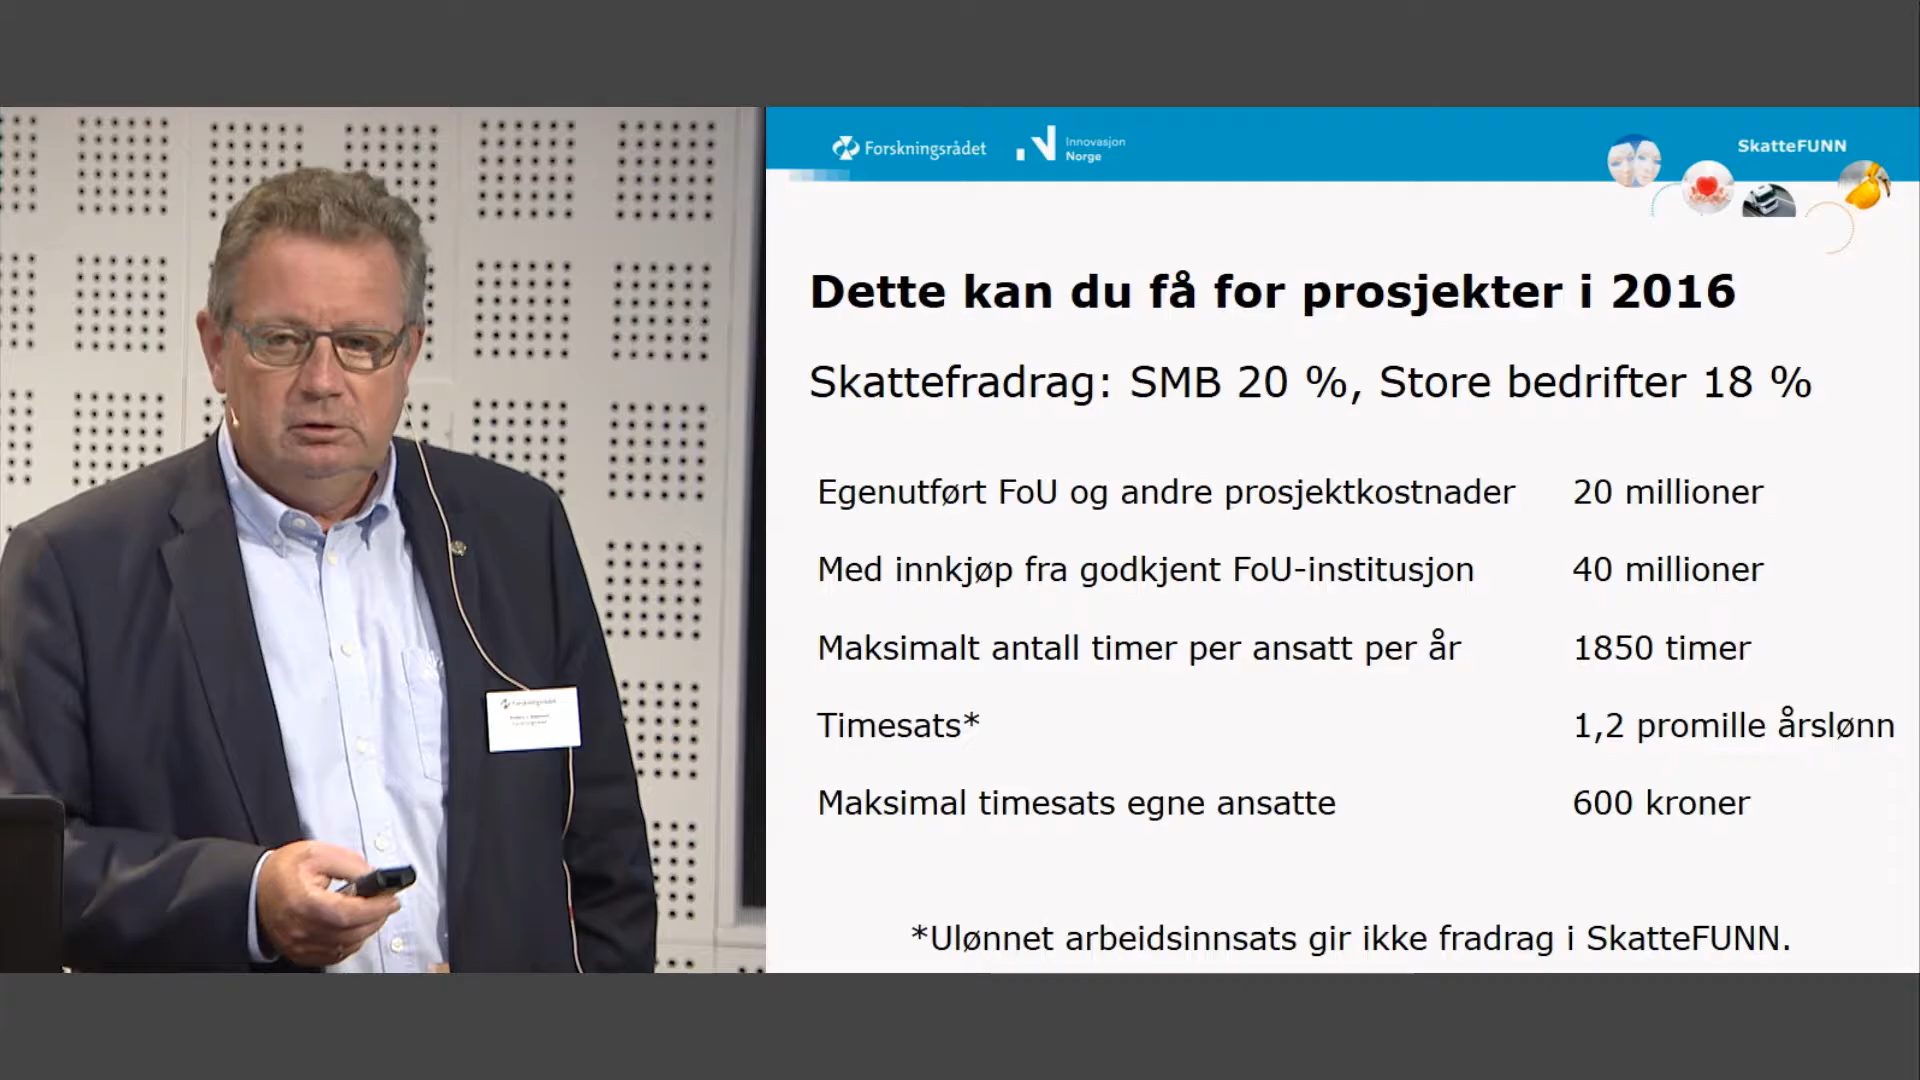 Forskningsrådet
Innovasjon
Norge
SkatteFUNN
Dette kan du få for prosjekter i 2016
Skattefradrag: SMB 20 %, Store bedrifter 18 %
Egenutført FoU og andre prosjektkostnader 20 millioner
Med innkjøp fra godkjent FoU-institusjon 40 millioner
Maksimalt antall timer per ansatt per år 1850 timer
Timesats* 1,2 promille årslønn
Maksimal timesats egne ansatte 600 kroner
*Ulønnet arbeidsinnsats gir ikke fradrag i SkatteFUNN.
Forskningsrådet